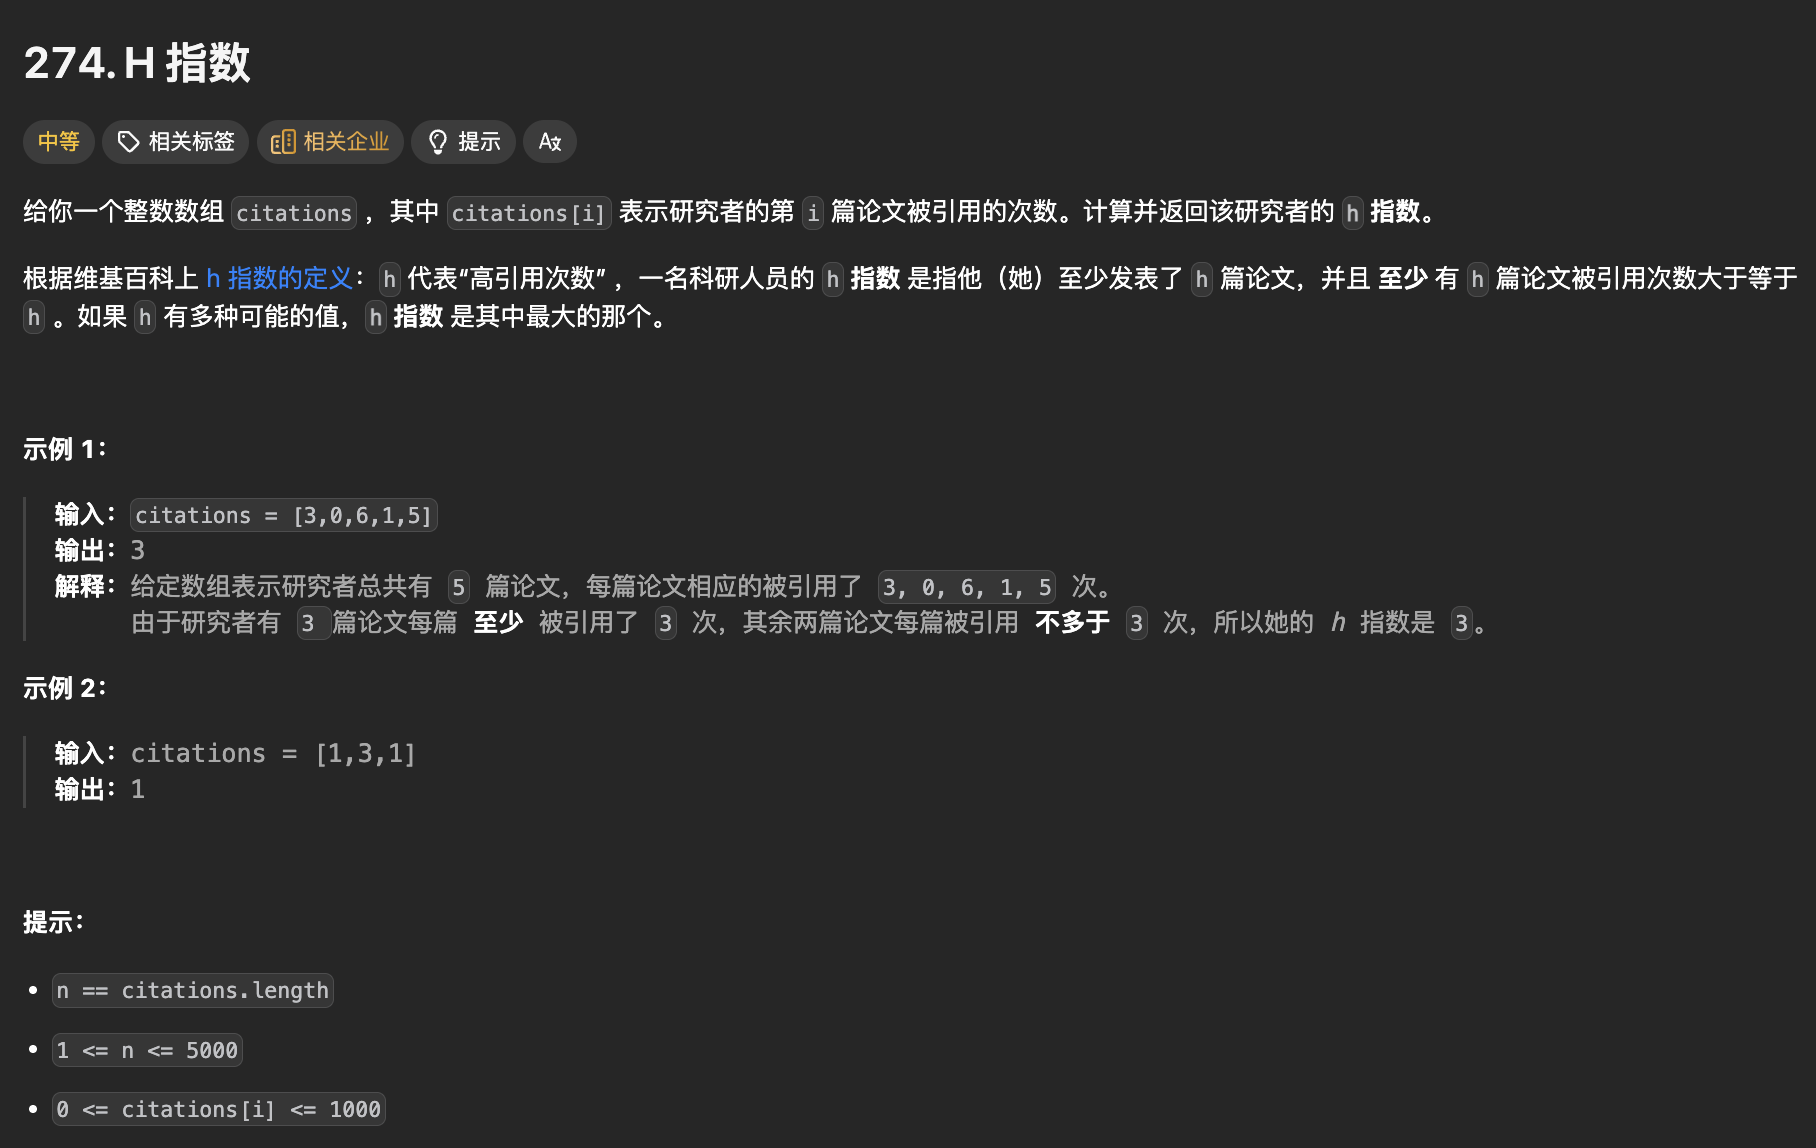 274. H 指数
中等 相关标签 相关企业 提示 Aあ
给你一个整数数组 citations ，其中 citations[i] 表示研究者的第 i 篇论文被引用的次数。计算并返回该研究者的 h 指数。
根据维基百科上 h 指数的定义：h 代表“高引用次数” ，一名科研人员的 h 指数 是指他（她）至少发表了 h 篇论文，并且 至少 有 h 篇论文被引用次数大于等于
h 。如果 h 有多种可能的值，h 指数 是其中最大的那个。
示例 1：
输入：citations = [3,0,6,1,5]
输出：3
解释：给定数组表示研究者总共有 5 篇论文，每篇论文相应的被引用了 3, 0, 6, 1, 5 次。
由于研究者有 3 篇论文每篇 至少 被引用了 3 次，其余两篇论文每篇被引用 不多于 3 次，所以她的 h 指数是 3。
示例 2：
输入：citations = [1,3,1]
输出：1
提示：
• n == citations.length
• 1 <= n <= 5000
• 0 <= citations[i] <= 1000